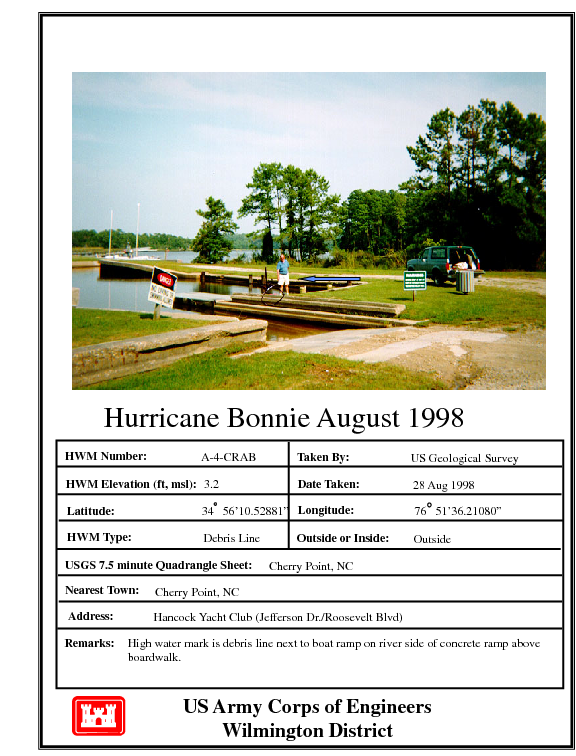 DANGER
Hurricane Bonnie August 1998
HWM Number: A-4-CRAB Taken By: US Geological Survey
HWM Elevation (ft, msl): 3.2 Date Taken: 28 Aug 1998
Latitude: 34° 56'10.52881" Longitude: 76° 51'36.21080"
HWM Type: Debris Line Outside or Inside: Outside
USGS 7.5 minute Quadrangle Sheet: Cherry Point, NC
Nearest Town: Cherry Point, NC
Address: Hancock Yacht Club (Jefferson Dr./Roosevelt Blvd)
Remarks: High water mark is debris line next to boat ramp on river side of concrete ramp above
boardwalk.
US Army Corps of Engineers
Wilmington District